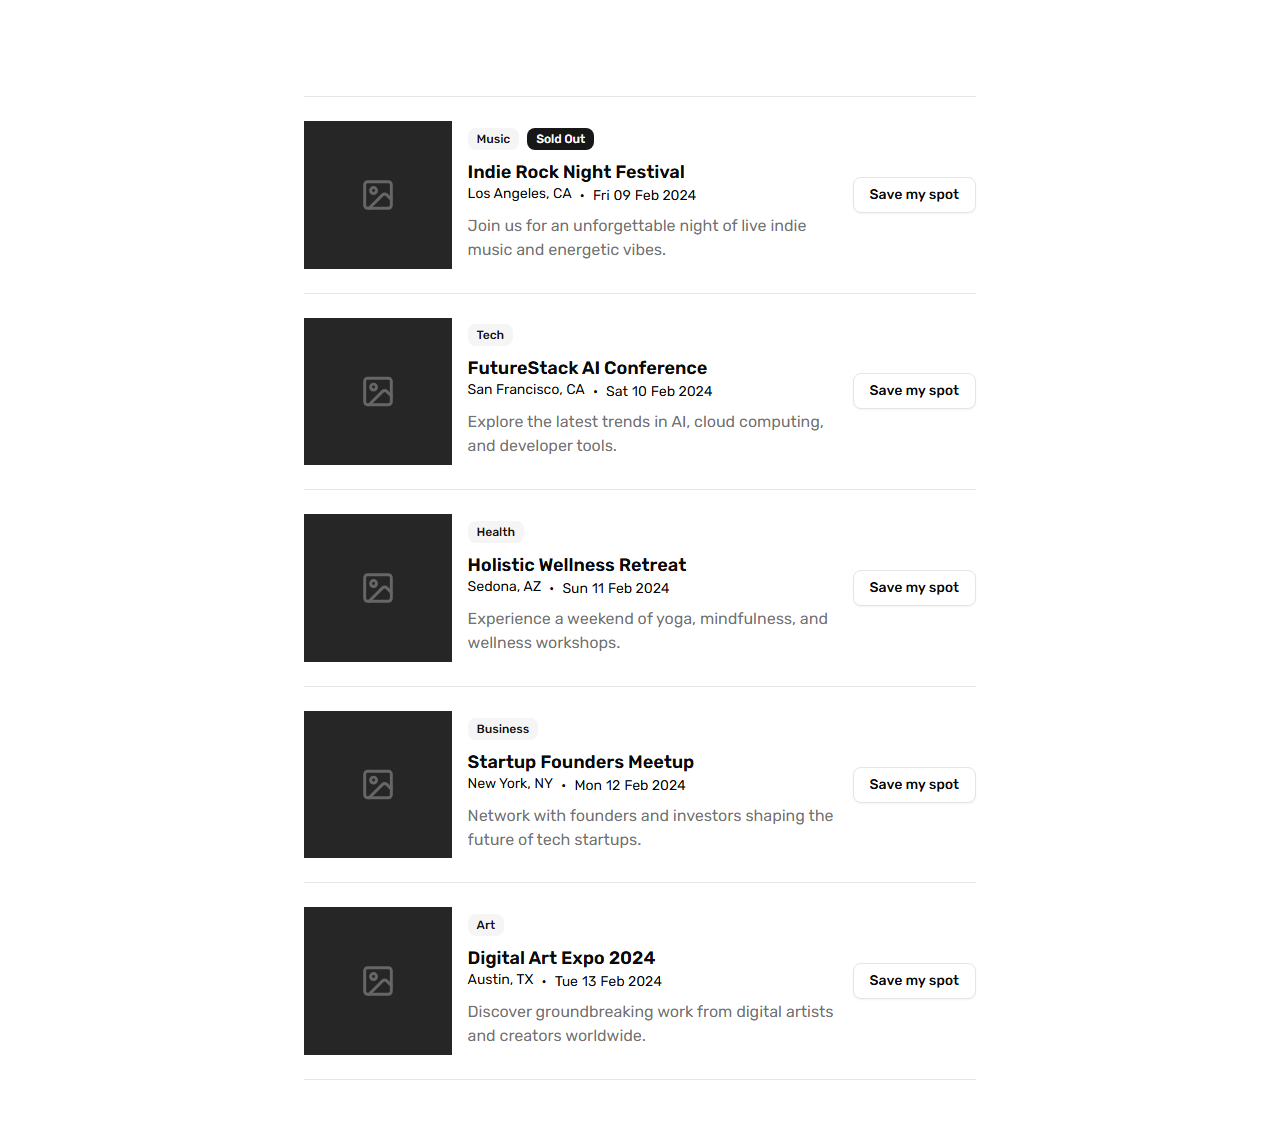 Music Sold Out
Indie Rock Night Festival
Los Angeles, CA • Fri 09 Feb 2024
Save my spot
Join us for an unforgettable night of live indie
music and energetic vibes.
Tech
FutureStack AI Conference
San Francisco, CA • Sat 10 Feb 2024
Save my spot
Explore the latest trends in AI, cloud computing,
and developer tools.
Health
Holistic Wellness Retreat
Sedona, AZ • Sun 11 Feb 2024
Save my spot
Experience a weekend of yoga, mindfulness, and
wellness workshops.
Business
Startup Founders Meetup
New York, NY • Mon 12 Feb 2024
Save my spot
Network with founders and investors shaping the
future of tech startups.
Art
Digital Art Expo 2024
Austin, TX • Tue 13 Feb 2024
Save my spot
Discover groundbreaking work from digital artists
and creators worldwide.